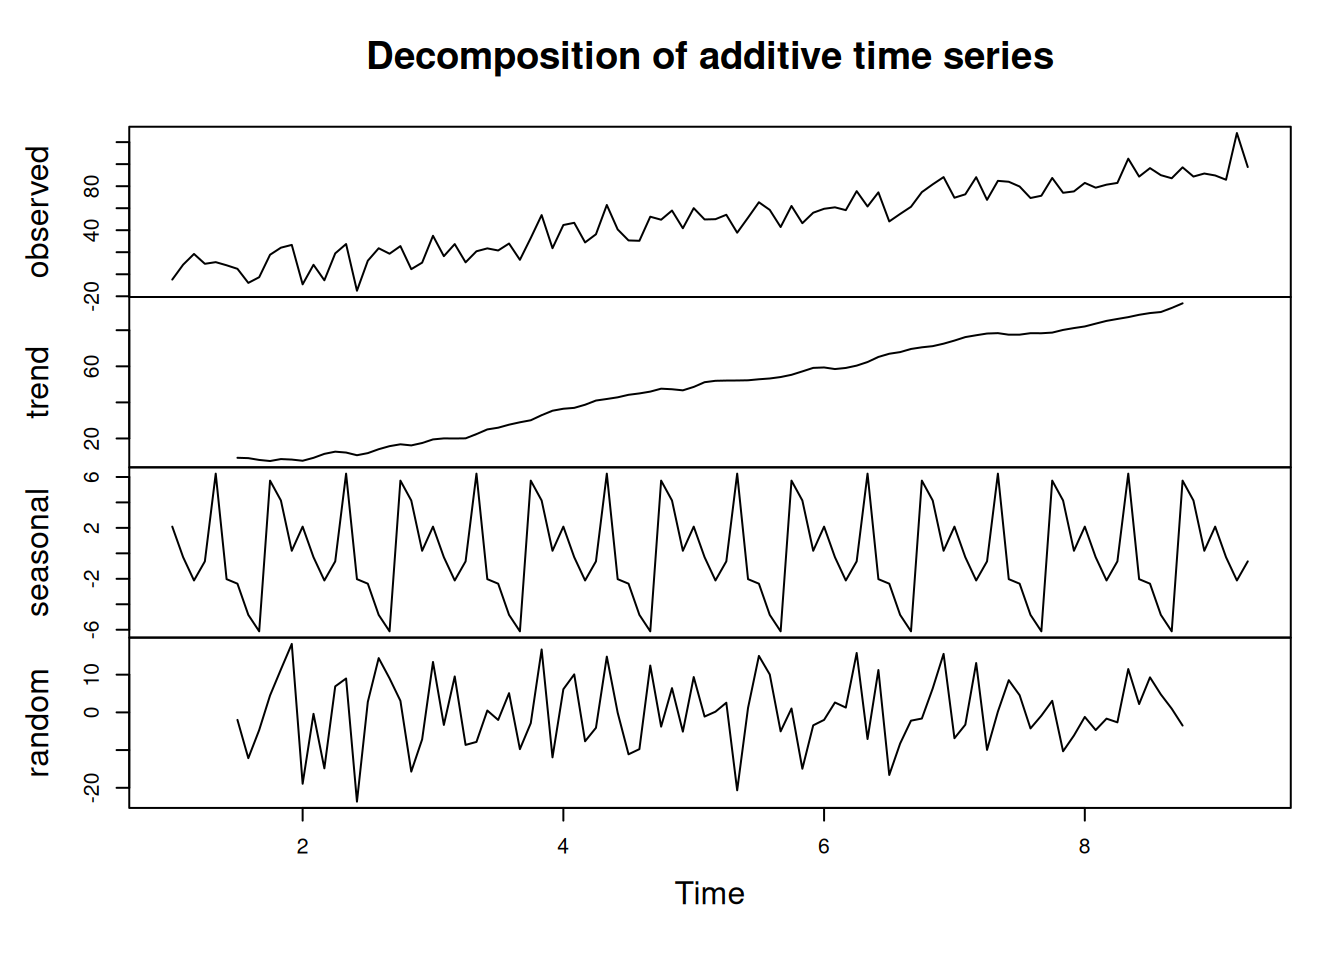 Decomposition of additive time series
observed
-20 40 80
trend
20 60
seasonal
-6 -2 2 6
random
-20 0 10
2 4 6 8
Time